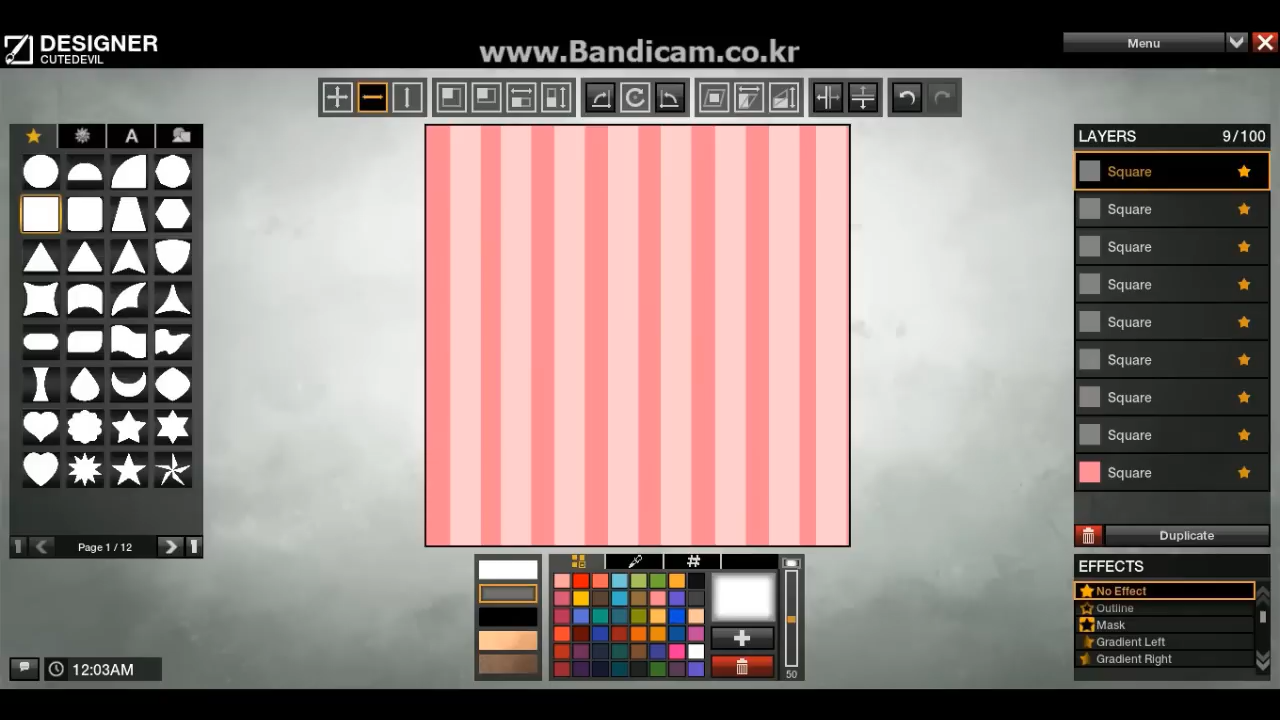 DESIGNER
CUTEDEVIL
www.Bandicam.co.kr
Menu
A
Page 1 / 12
LAYERS 9/100
Square
Square
Square
Square
Square
Square
Square
Square
Square
Duplicate
EFFECTS
No Effect
Outline
Mask
Gradient Left
Gradient Right
#
50
12:03AM